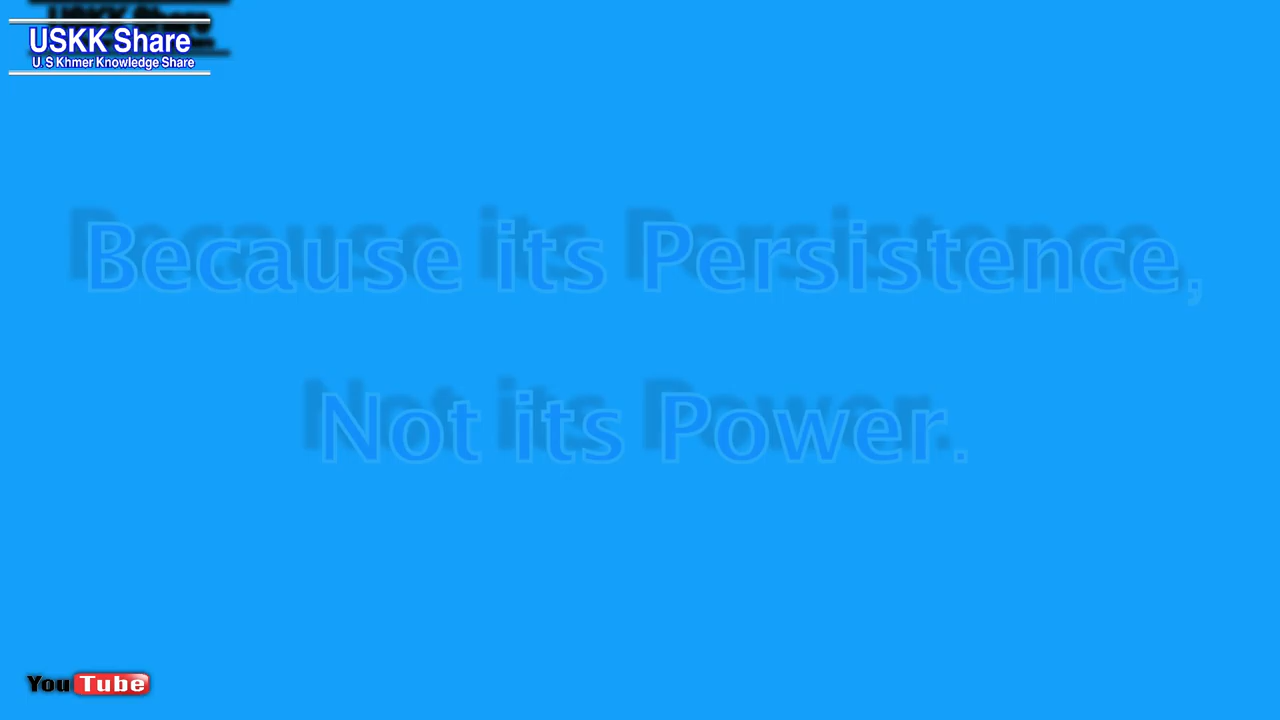 USKK Share
U S Khmer Knowledge Share
Because its Persistence,
Not its Power.
YouTube